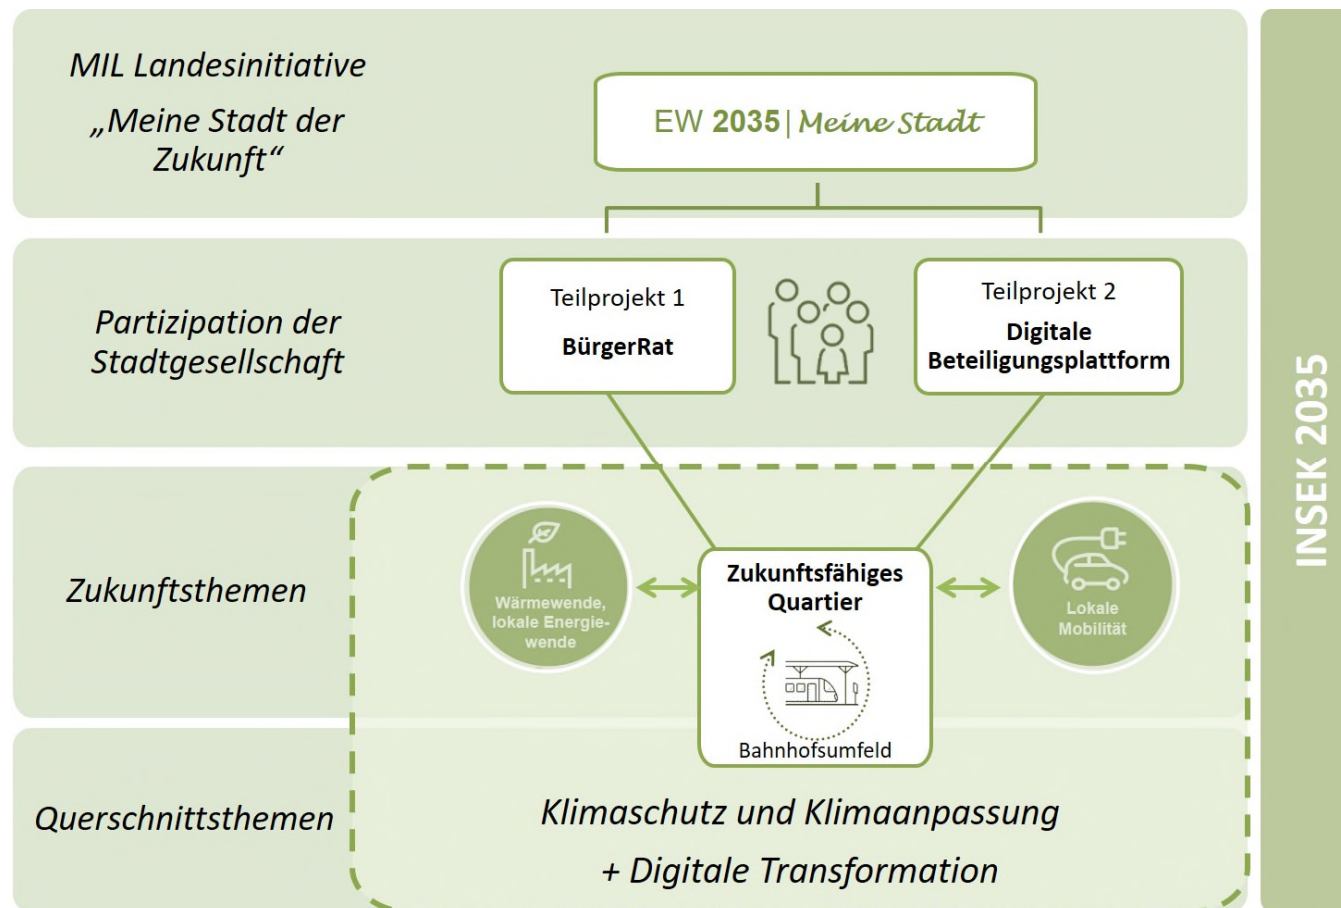 MIL Landesinitiative
„Meine Stadt der
Zukunft“
EW 2035| Meine Stadt
Partizipation der
Stadtgesellschaft
Teilprojekt 1
BürgerRat
Teilprojekt 2
Digitale
Beteiligungsplattform
Zukunftsthemen
Wärmewende,
lokale Energie-
wende
Zukunftsfähiges
Quartier
Bahnhofsumfeld
Lokale
Mobilität
Querschnittsthemen
Klimaschutz und Klimaanpassung
+ Digitale Transformation
INSEK 2035